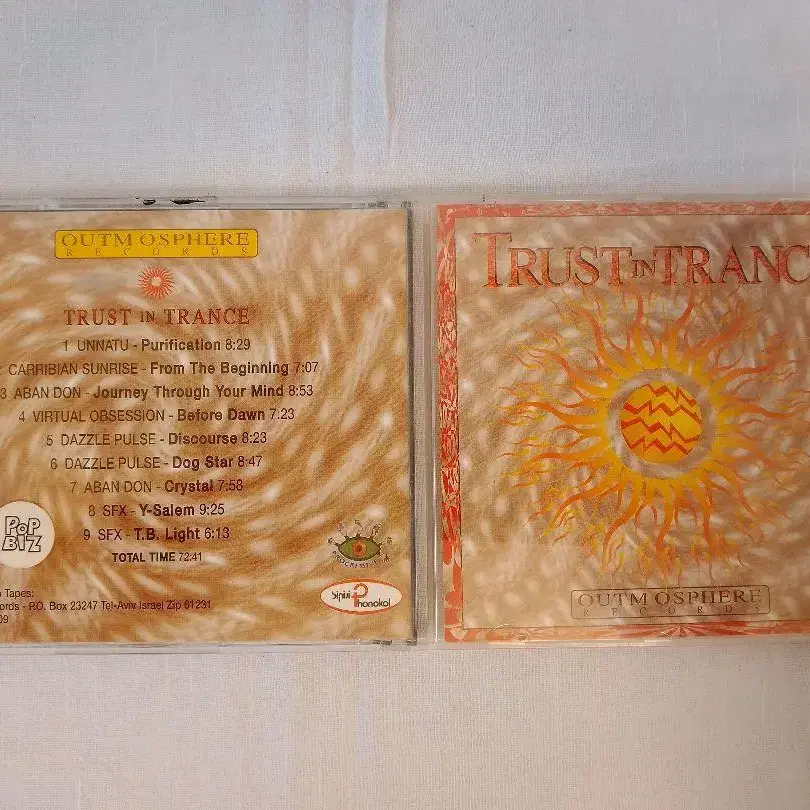 OUTMOSPHERE
RECORDS
TRUST IN TRANCE
1 UNNATU - Purification 8:29
CARRIBIAN SUNRISE - From The Beginning 7:07
3 ABAN DON - Journey Through Your Mind 8:53
4 VIRTUAL OBSESSION - Before Dawn 7:23
5 DAZZLE PULSE - Discourse 8:23
6 DAZZLE PULSE - Dog Star 8:47
7 ABAN DON - Crystal 7:58
8 SFX - Y-Salem 9:25
9 SFX - T.B. Light 6:13
TOTAL TIME 72:41
POP
BIZ
Tapes:
ords - P.O. Box 23247 Tel-Aviv Israel Zip 61231
09
Phonokol
TRUST IN TRANC
OUTMOSPHERE
RECORDS